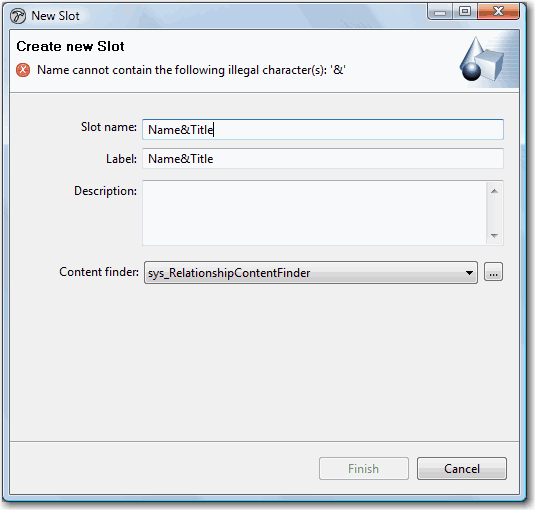 New Slot
Create new Slot
Name cannot contain the following illegal character(s): '&'
Slot name: Name&Title
Label: Name&Title
Description:
Content finder: sys_RelationshipContentFinder ...
Finish Cancel